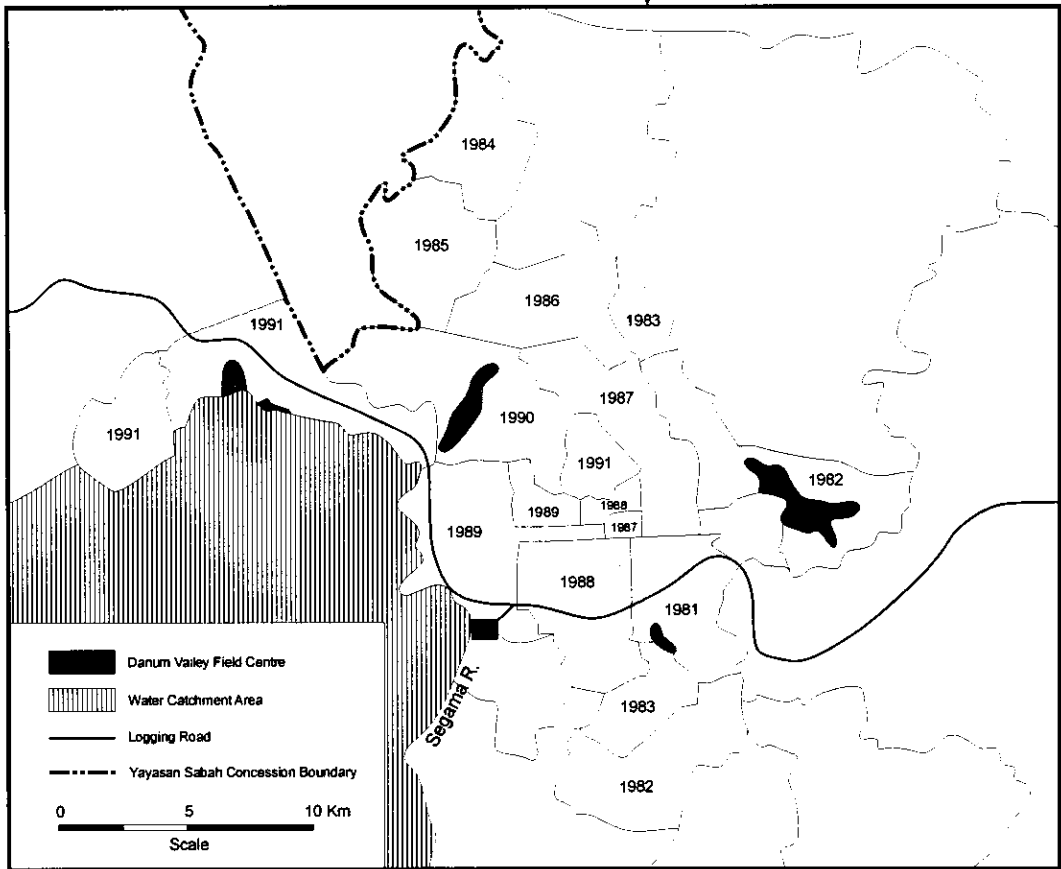 1984
1985
1986
1983
1991
1987
1990
1991
1991
1982
1988
1989
1989
1987
1988
1981
Segama R.
1983
1982
Danum Valley Field Centre
Water Catchment Area
Logging Road
Yayasan Sabah Concession Boundary
0 5 10 Km
Scale